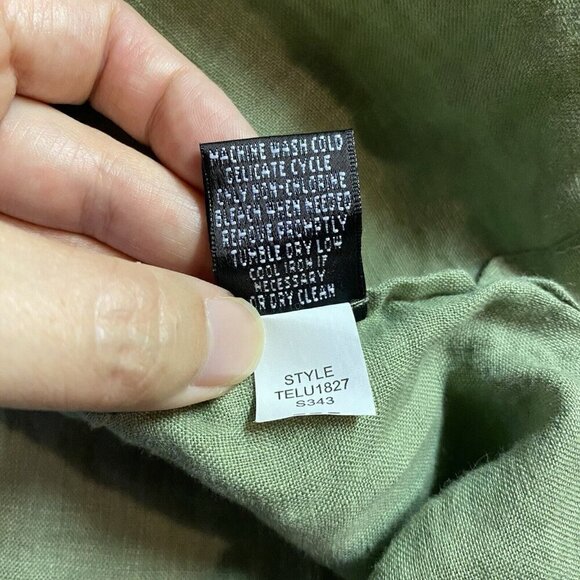 MACHINE WASH COLD
DELICATE CYCLE
ONLY NON-CHLORINE
BLEACH WHEN NEEDED
REMOVE PROMPTLY
TUMBLE DRY LOW
COOL IRON IF
NECESSARY
OR DRY CLEAN
STYLE
TELU1827
S343